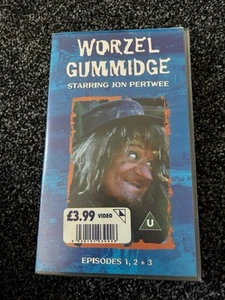 WORZEL
GUMMIDGE
STARRING JON PERTWEE
£3.99 VIDEO
U
EPISODES 1, 2 + 3